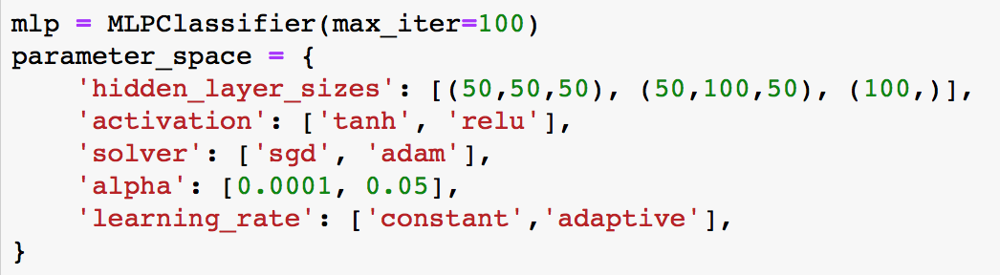 mlp = MLPClassifier(max_iter=100)
parameter_space = {
    'hidden_layer_sizes': [(50,50,50), (50,100,50), (100,)],
    'activation': ['tanh', 'relu'],
    'solver': ['sgd', 'adam'],
    'alpha': [0.0001, 0.05],
    'learning_rate': ['constant','adaptive'],
}